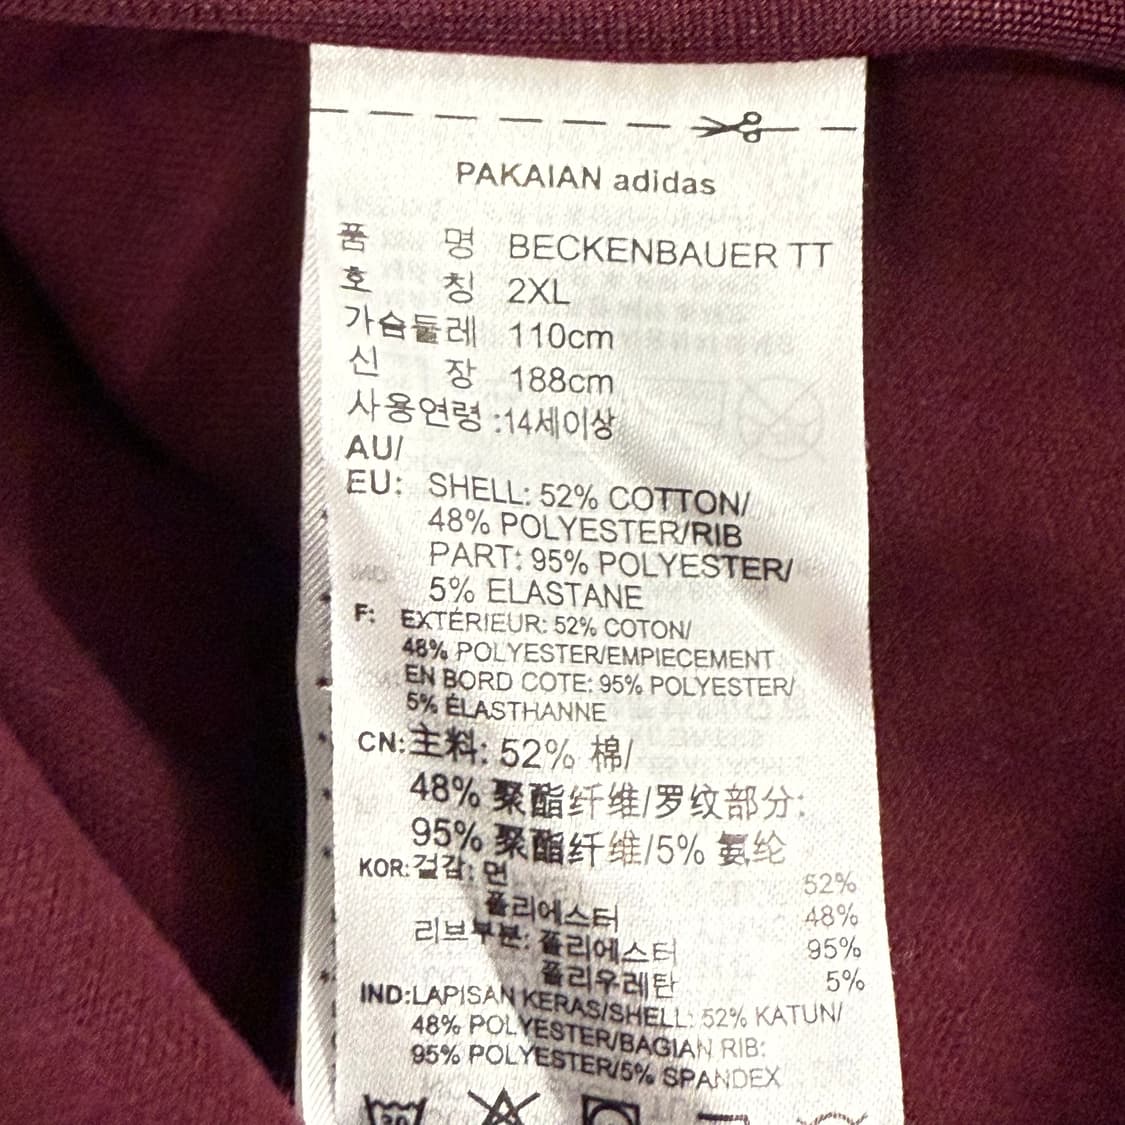 PAKAIAN adidas
품 명 BECKENBAUER TT
호 칭 2XL
가슴둘레 110cm
신 장 188cm
사용연령 :14세이상
AU/
EU: SHELL: 52% COTTON/
48% POLYESTER/RIB
PART: 95% POLYESTER/
5% ELASTANE
F: EXTÉRIEUR: 52% COTON/
48% POLYESTER/EMPIECEMENT
EN BORD COTE: 95% POLYESTER/
5% ÉLASTHANNE
CN: 主料: 52% 棉/
48% 聚酯纤维/罗纹部分:
95% 聚酯纤维/5% 氨纶
KOR: 겉감: 면 52%
폴리에스터 48%
리브부분: 폴리에스터 95%
폴리우레탄 5%
IND: LAPISAN KERAS/SHELL: 52% KATUN/
48% POLYESTER/BAGIAN RIB:
95% POLYESTER/5% SPANDEX